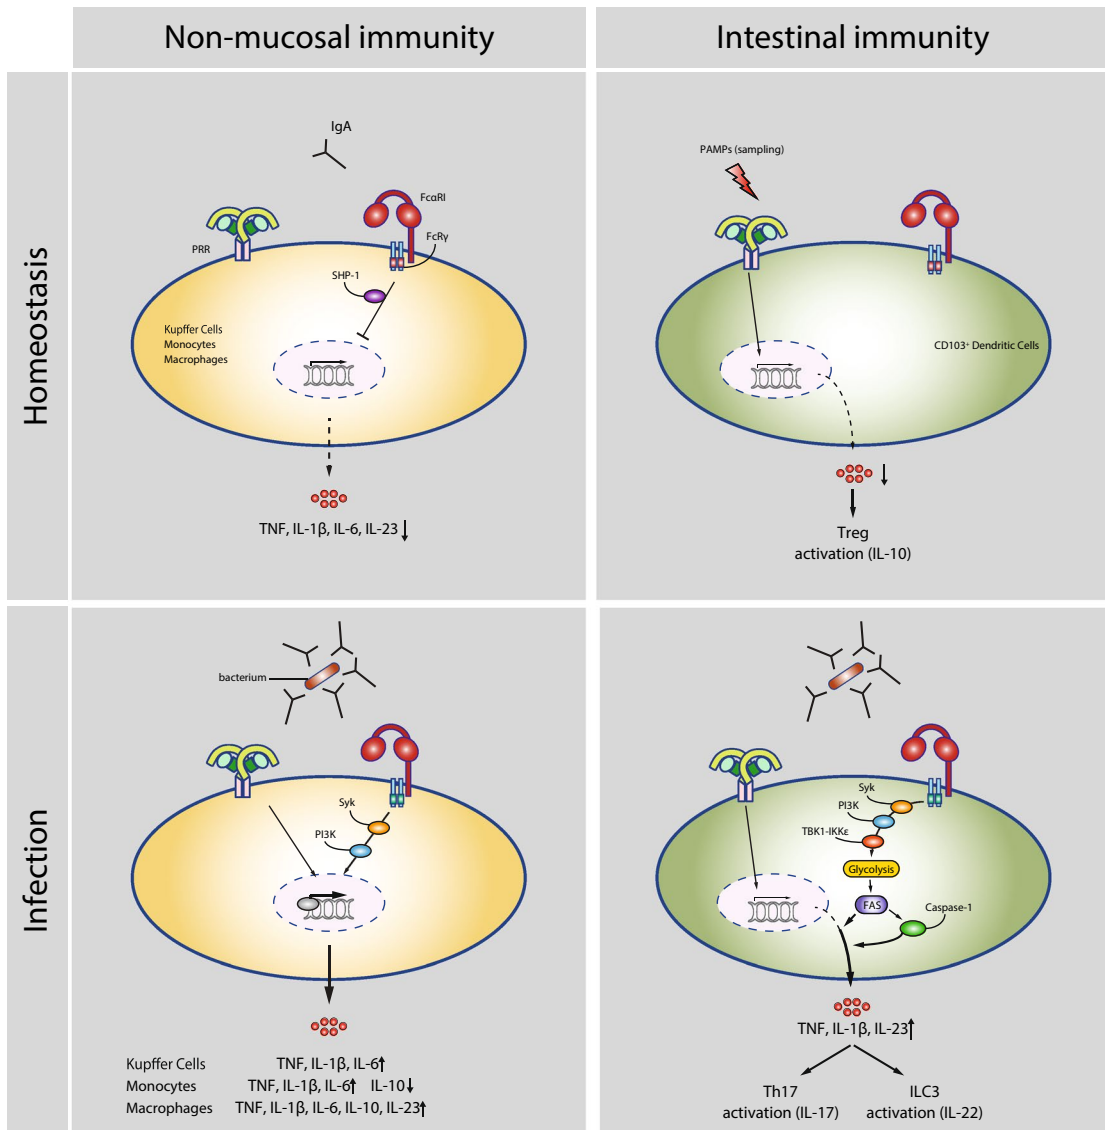 Non-mucosal immunity
Intestinal immunity
Homeostasis
IgA
FcαRI
FcRγ
PRR
SHP-1
Kupffer Cells
Monocytes
Macrophages
TNF, IL-1β, IL-6, IL-23
PAMPs (sampling)
CD103⁺ Dendritic Cells
Treg
activation (IL-10)
Infection
bacterium
Syk
PI3K
Kupffer Cells TNF, IL-1β, IL-6
Monocytes TNF, IL-1β, IL-6 IL-10
Macrophages TNF, IL-1β, IL-6, IL-10, IL-23
Syk
PI3K
TBK1-IKKε
Glycolysis
FAS
Caspase-1
TNF, IL-1β, IL-23
Th17
activation (IL-17)
ILC3
activation (IL-22)